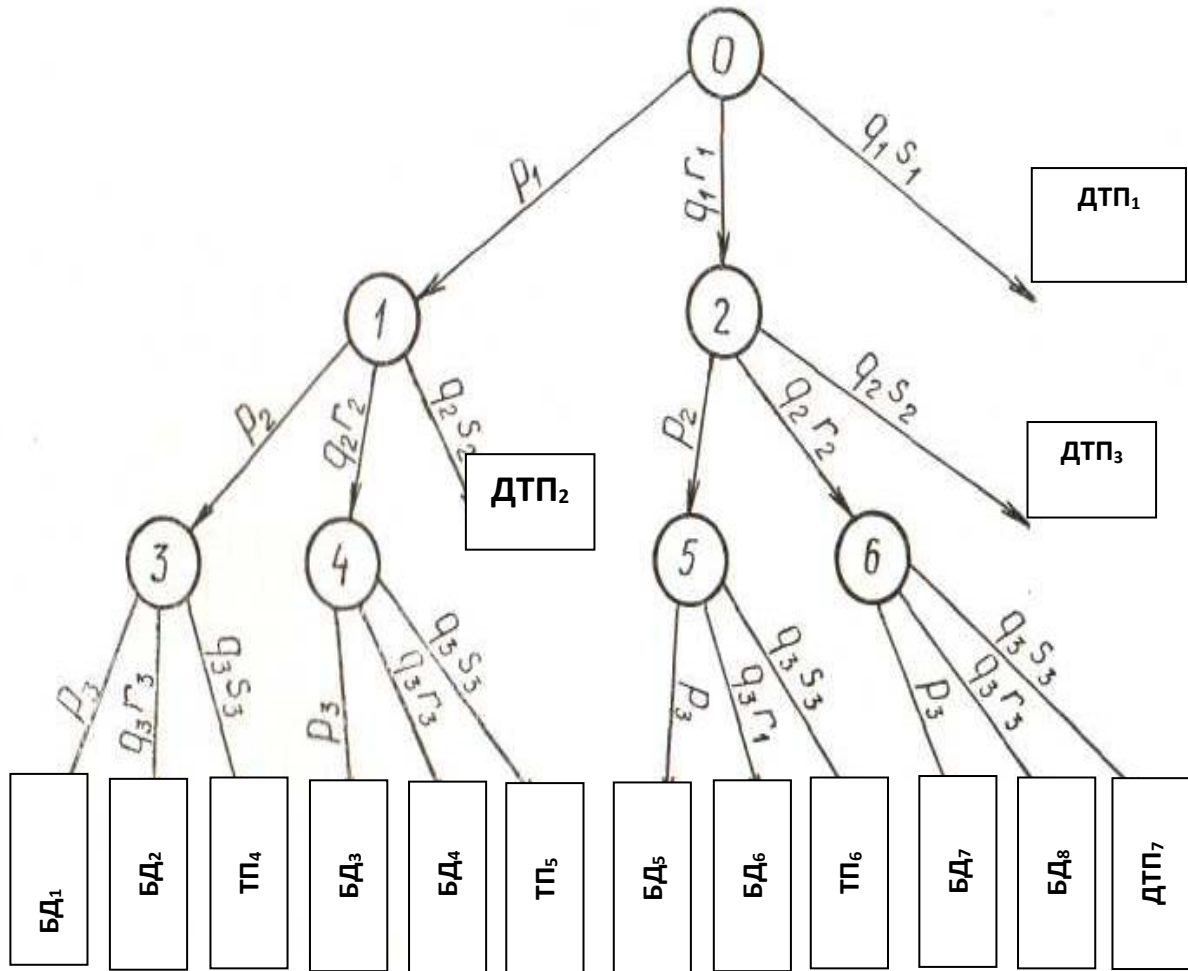 0
p₁
q₁r₁
q₁s₁
ДТП₁
1
2
p₂
q₂r₂
q₂s₂
ДТП₂
p₂
q₂r₂
q₂s₂
ДТП₃
3
4
5
6
p₃
q₃r₃
q₃s₃
p₃
q₃r₃
q₃s₃
p₃
q₃r₁
q₃s₃
p₃
q₃r₃
q₃s₃
БД₁
БД₂
ТП₄
БД₃
БД₄
ТП₅
БД₅
БД₆
ТП₆
БД₇
БД₈
ДТП₇